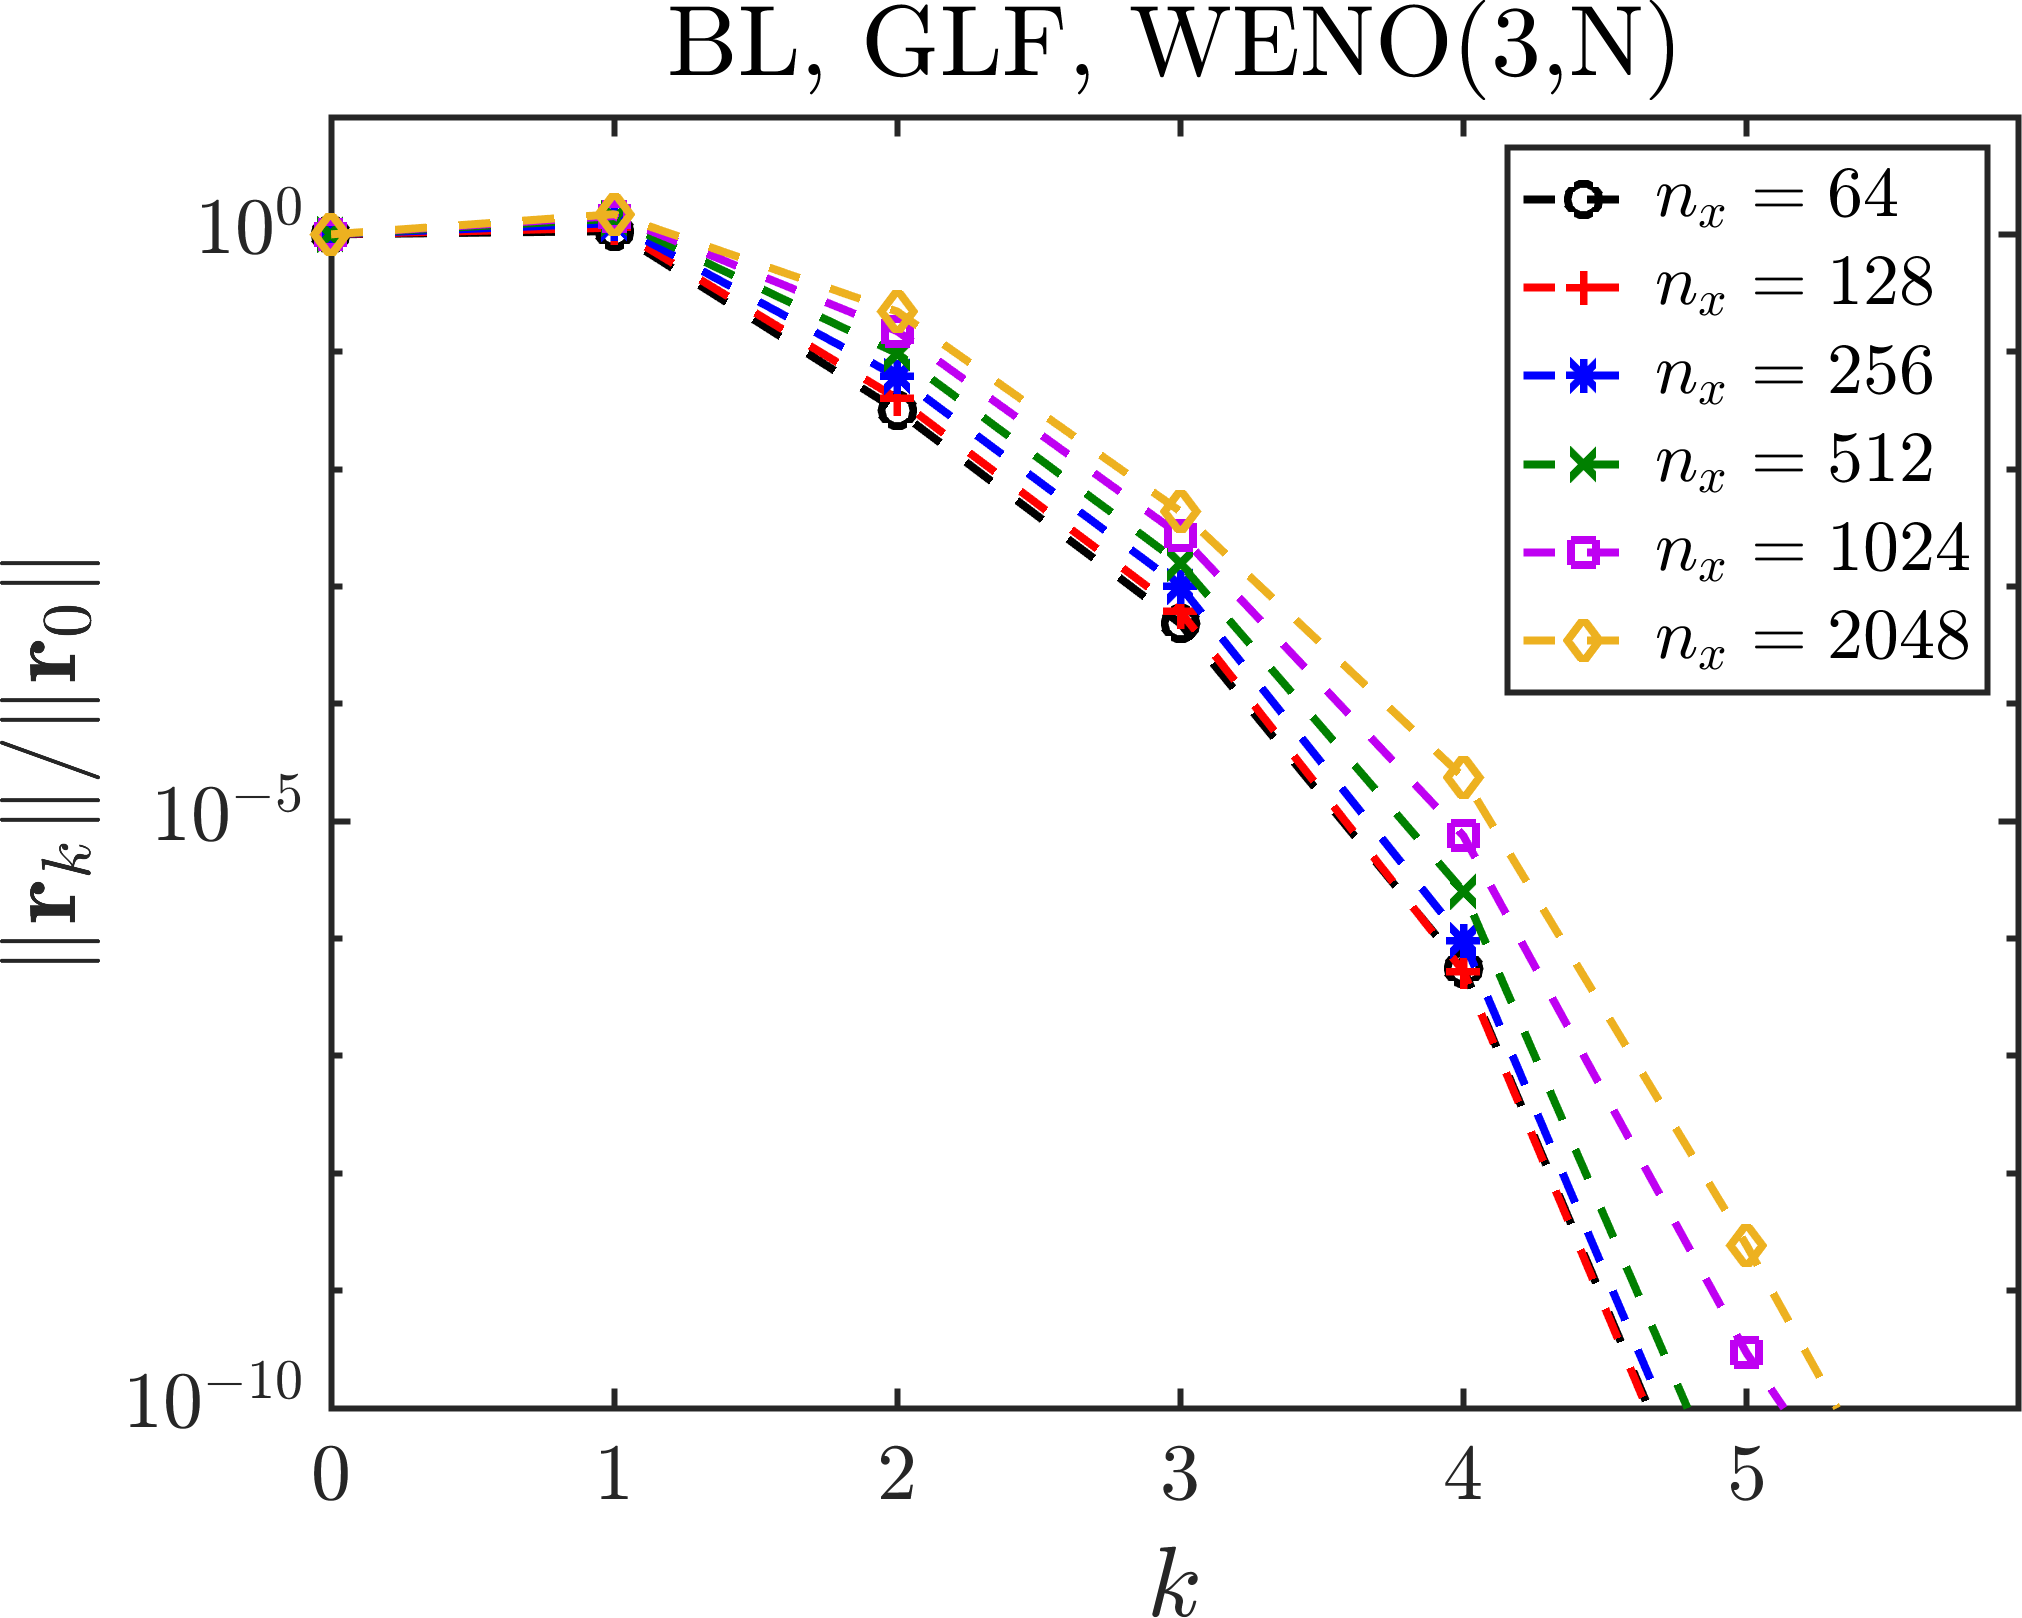 BL, GLF, WENO(3,N)
‖r_k‖/‖r_0‖
10^0
10^{-5}
10^{-10}
n_x = 64
n_x = 128
n_x = 256
n_x = 512
n_x = 1024
n_x = 2048
0 1 2 3 4 5
k